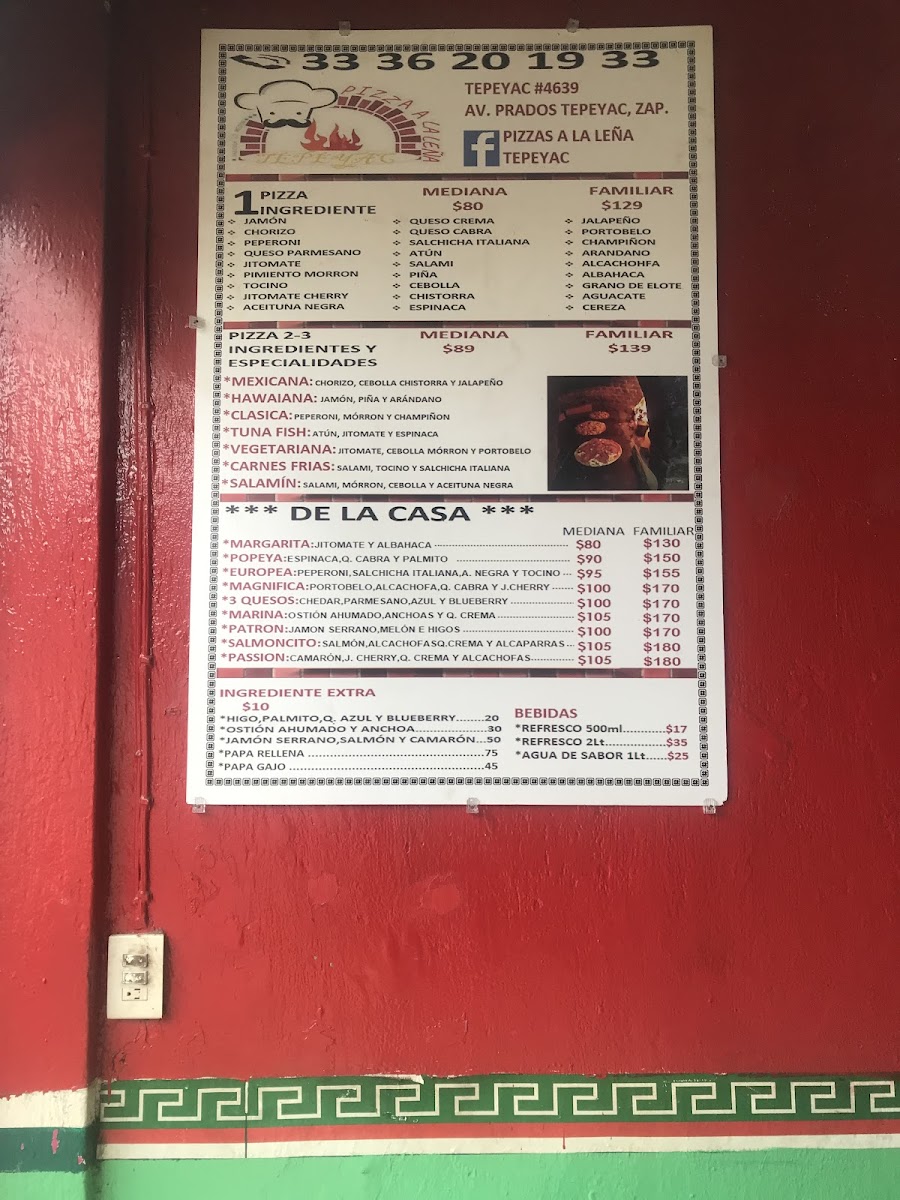 33 36 20 19 33
PIZZA A LA LEÑA
TEPEYAC
TEPEYAC #4639
AV. PRADOS TEPEYAC, ZAP.
f PIZZAS A LA LEÑA
TEPEYAC
1 PIZZA INGREDIENTE
MEDIANA FAMILIAR
$80 $129
JAMÓN QUESO CREMA JALAPEÑO
CHORIZO QUESO CABRA PORTOBELO
PEPERONI SALCHICHA ITALIANA CHAMPIÑON
QUESO PARMESANO ATÚN ARANDANO
JITOMATE SALAMI ALCACHOHFA
PIMIENTO MORRON PIÑA ALBAHACA
TOCINO CEBOLLA GRANO DE ELOTE
JITOMATE CHERRY CHISTORRA AGUACATE
ACEITUNA NEGRA ESPINACA CEREZA
PIZZA 2-3 MEDIANA FAMILIAR
INGREDIENTES Y $89 $139
ESPECIALIDADES
*MEXICANA: CHORIZO, CEBOLLA CHISTORRA Y JALAPEÑO
*HAWAIANA: JAMÓN, PIÑA Y ARÁNDANO
*CLASICA: PEPERONI, MÓRRON Y CHAMPIÑON
*TUNA FISH: ATÚN, JITOMATE Y ESPINACA
*VEGETARIANA: JITOMATE, CEBOLLA MÓRRON Y PORTOBELO
*CARNES FRIAS: SALAMI, TOCINO Y SALCHICHA ITALIANA
*SALAMÍN: SALAMI, MÓRRON, CEBOLLA Y ACEITUNA NEGRA
*** DE LA CASA ***
MEDIANA FAMILIAR
*MARGARITA:JITOMATE Y ALBAHACA $80 $130
*POPEYA:ESPINACA,Q. CABRA Y PALMITO $90 $150
*EUROPEA:PEPERONI,SALCHICHA ITALIANA,A. NEGRA Y TOCINO $95 $155
*MAGNIFICA:PORTOBELO,ALCACHOFA,Q. CABRA Y J.CHERRY $100 $170
*3 QUESOS:CHEDAR,PARMESANO,AZUL Y BLUEBERRY $100 $170
*MARINA:OSTIÓN AHUMADO,ANCHOAS Y Q. CREMA $105 $170
*PATRON:JAMON SERRANO,MELÓN E HIGOS $100 $170
*SALMONCITO:SALMÓN,ALCACHOFASQ.CREMA Y ALCAPARRAS $105 $180
*PASSION:CAMARÓN,J. CHERRY,Q. CREMA Y ALCACHOFAS $105 $180
INGREDIENTE EXTRA
$10
*HIGO,PALMITO,Q. AZUL Y BLUEBERRY........20
*OSTIÓN AHUMADO Y ANCHOA....................30
*JAMÓN SERRANO,SALMÓN Y CAMARÓN...50
*PAPA RELLENA ................................................75
*PAPA GAJO .....................................................45
BEBIDAS
*REFRESCO 500ml............$17
*REFRESCO 2Lt.................$35
*AGUA DE SABOR 1Lt......$25